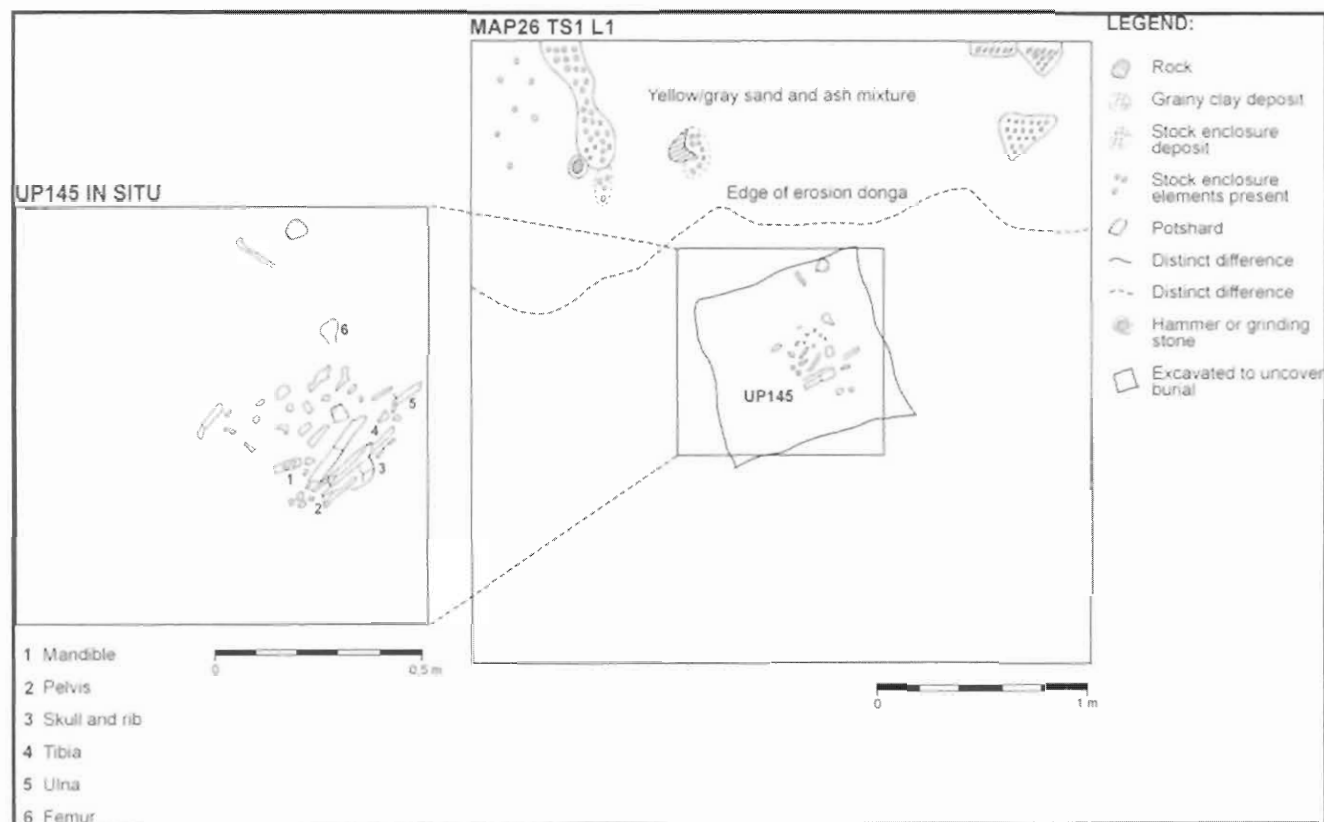 MAP26 TS1 L1
Yellow/gray sand and ash mixture
Edge of erosion donga
UP145
0
1 m
UP145 IN SITU
6
5
4
3
1
2
0
0,5 m
1 Mandible
2 Pelvis
3 Skull and rib
4 Tibia
5 Ulna
6 Femur
LEGEND:
Rock
Grainy clay deposit
Stock enclosure
deposit
Stock enclosure
elements present
Potshard
Distinct difference
Distinct difference
Hammer or grinding
stone
Excavated to uncover
burial